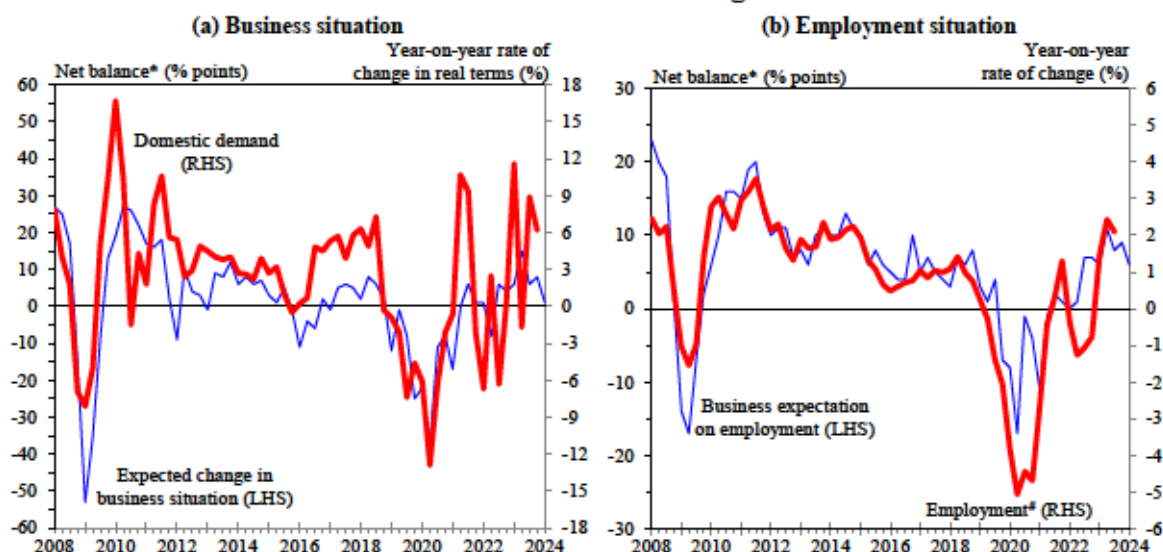 (a) Business situation
Net balance* (% points)
Year-on-year rate of
change in real terms (%)
60
50
40
30
20
10
0
-10
-20
-30
-40
-50
-60
18
15
12
9
6
3
0
-3
-6
-9
-12
-15
-18
Domestic demand
(RHS)
Expected change in
business situation (LHS)
2008 2010 2012 2014 2016 2018 2020 2022 2024
(b) Employment situation
Net balance* (% points)
Year-on-year
rate of change (%)
30
20
10
0
-10
-20
-30
6
5
4
3
2
1
0
-1
-2
-3
-4
-5
-6
Business expectation
on employment (LHS)
Employment# (RHS)
2008 2010 2012 2014 2016 2018 2020 2022 2024